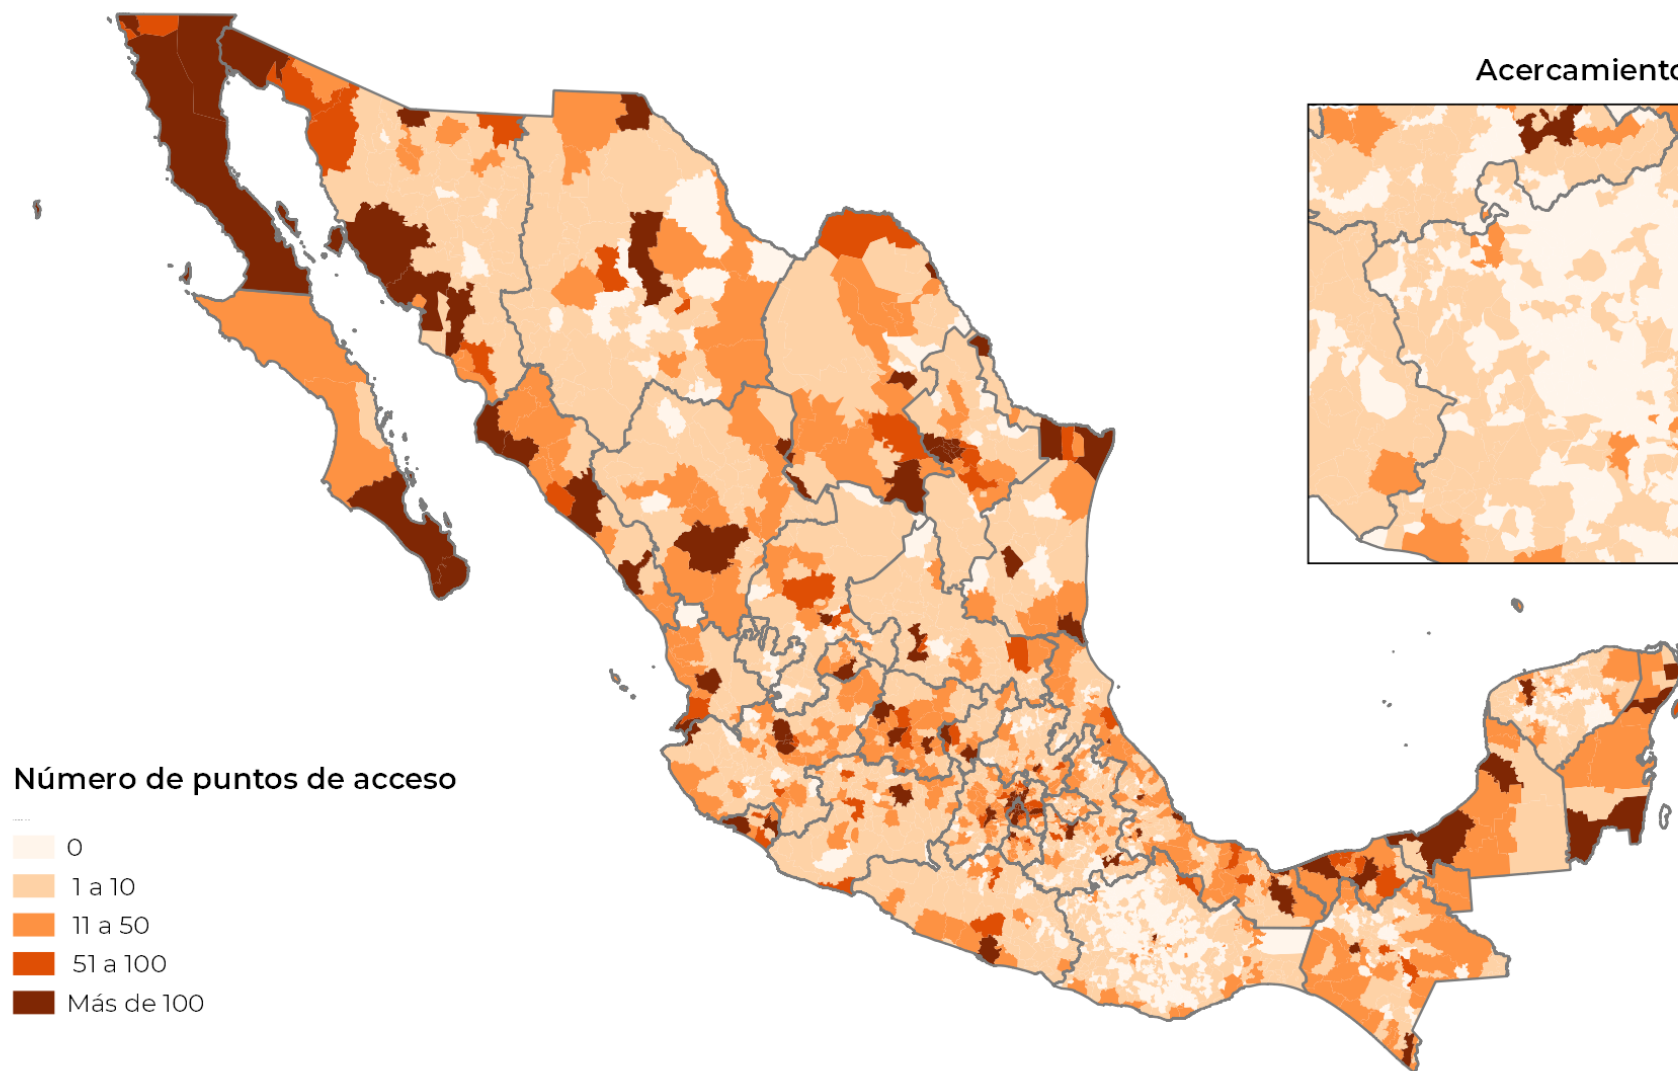 Acercamiento
Número de puntos de acceso
0
1 a 10
11 a 50
51 a 100
Más de 100